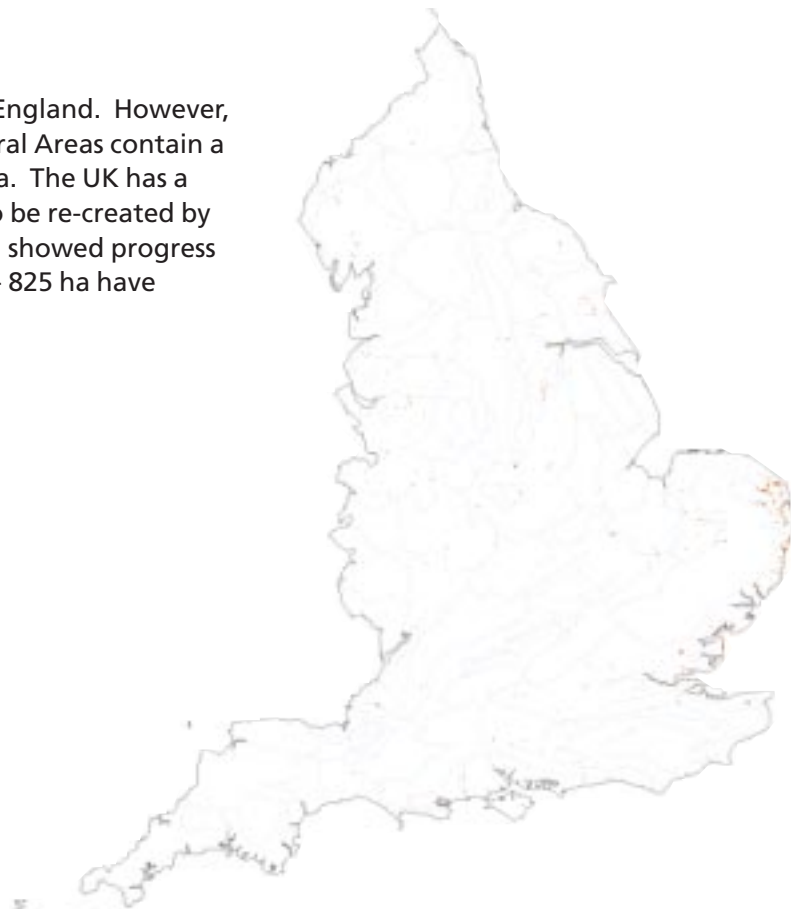 England. However,
ral Areas contain a
a. The UK has a
o be re-created by
showed progress
825 ha have